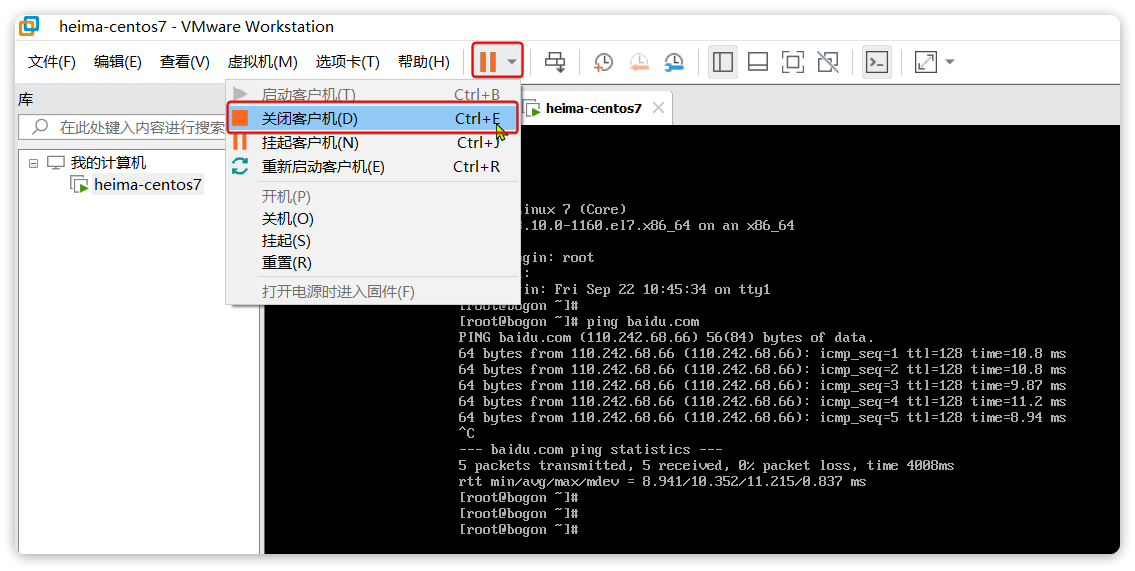 heima-centos7 - VMware Workstation
文件(F) 编辑(E) 查看(V) 虚拟机(M) 选项卡(T) 帮助(H)
库
在此处键入内容进行搜索
我的计算机
heima-centos7
启动客户机(T) Ctrl+B
关闭客户机(D) Ctrl+E
挂起客户机(N) Ctrl+J
重新启动客户机(E) Ctrl+R
开机(P)
关机(O)
挂起(S)
重置(R)
打开电源时进入固件(F)
heima-centos7
inux 7 (Core)
.10.0-1160.el7.x86_64 on an x86_64
gin: root
:
in: Fri Sep 22 10:45:34 on tty1
[root@bogon ~]#
[root@bogon ~]# ping baidu.com
PING baidu.com (110.242.68.66) 56(84) bytes of data.
64 bytes from 110.242.68.66 (110.242.68.66): icmp_seq=1 ttl=128 time=10.8 ms
64 bytes from 110.242.68.66 (110.242.68.66): icmp_seq=2 ttl=128 time=10.8 ms
64 bytes from 110.242.68.66 (110.242.68.66): icmp_seq=3 ttl=128 time=9.87 ms
64 bytes from 110.242.68.66 (110.242.68.66): icmp_seq=4 ttl=128 time=11.2 ms
64 bytes from 110.242.68.66 (110.242.68.66): icmp_seq=5 ttl=128 time=8.94 ms
^C
--- baidu.com ping statistics ---
5 packets transmitted, 5 received, 0% packet loss, time 4008ms
rtt min/avg/max/mdev = 8.941/10.352/11.215/0.837 ms
[root@bogon ~]#
[root@bogon ~]#
[root@bogon ~]#